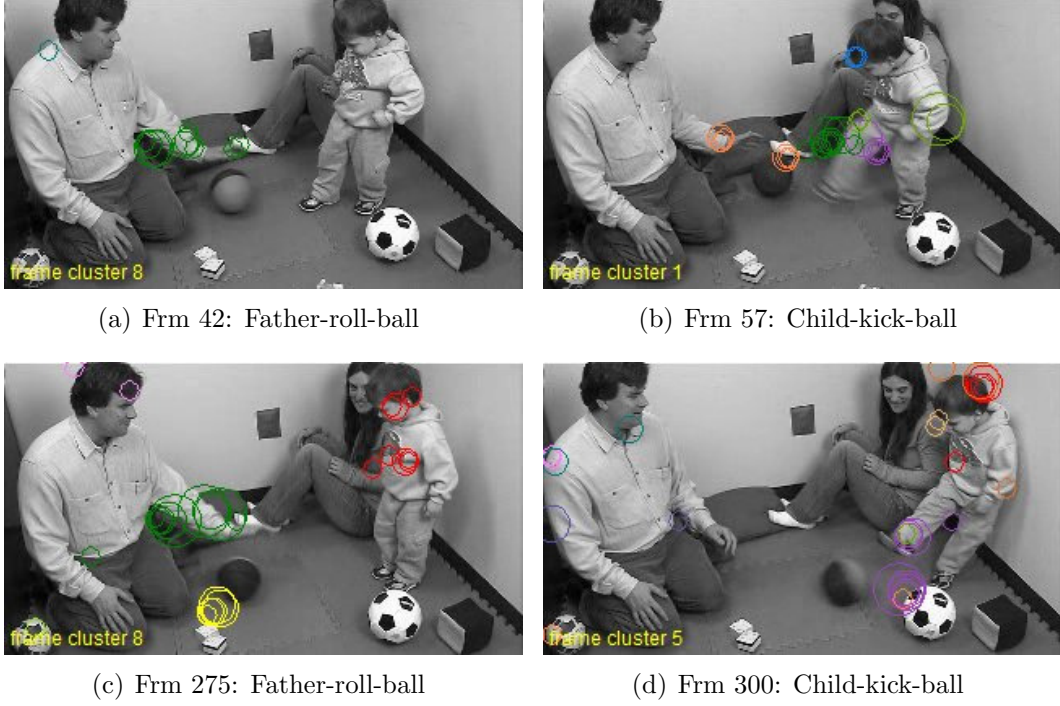 frame cluster 8
frame cluster 1
(a) Frm 42: Father-roll-ball
(b) Frm 57: Child-kick-ball
frame cluster 8
frame cluster 5
(c) Frm 275: Father-roll-ball
(d) Frm 300: Child-kick-ball